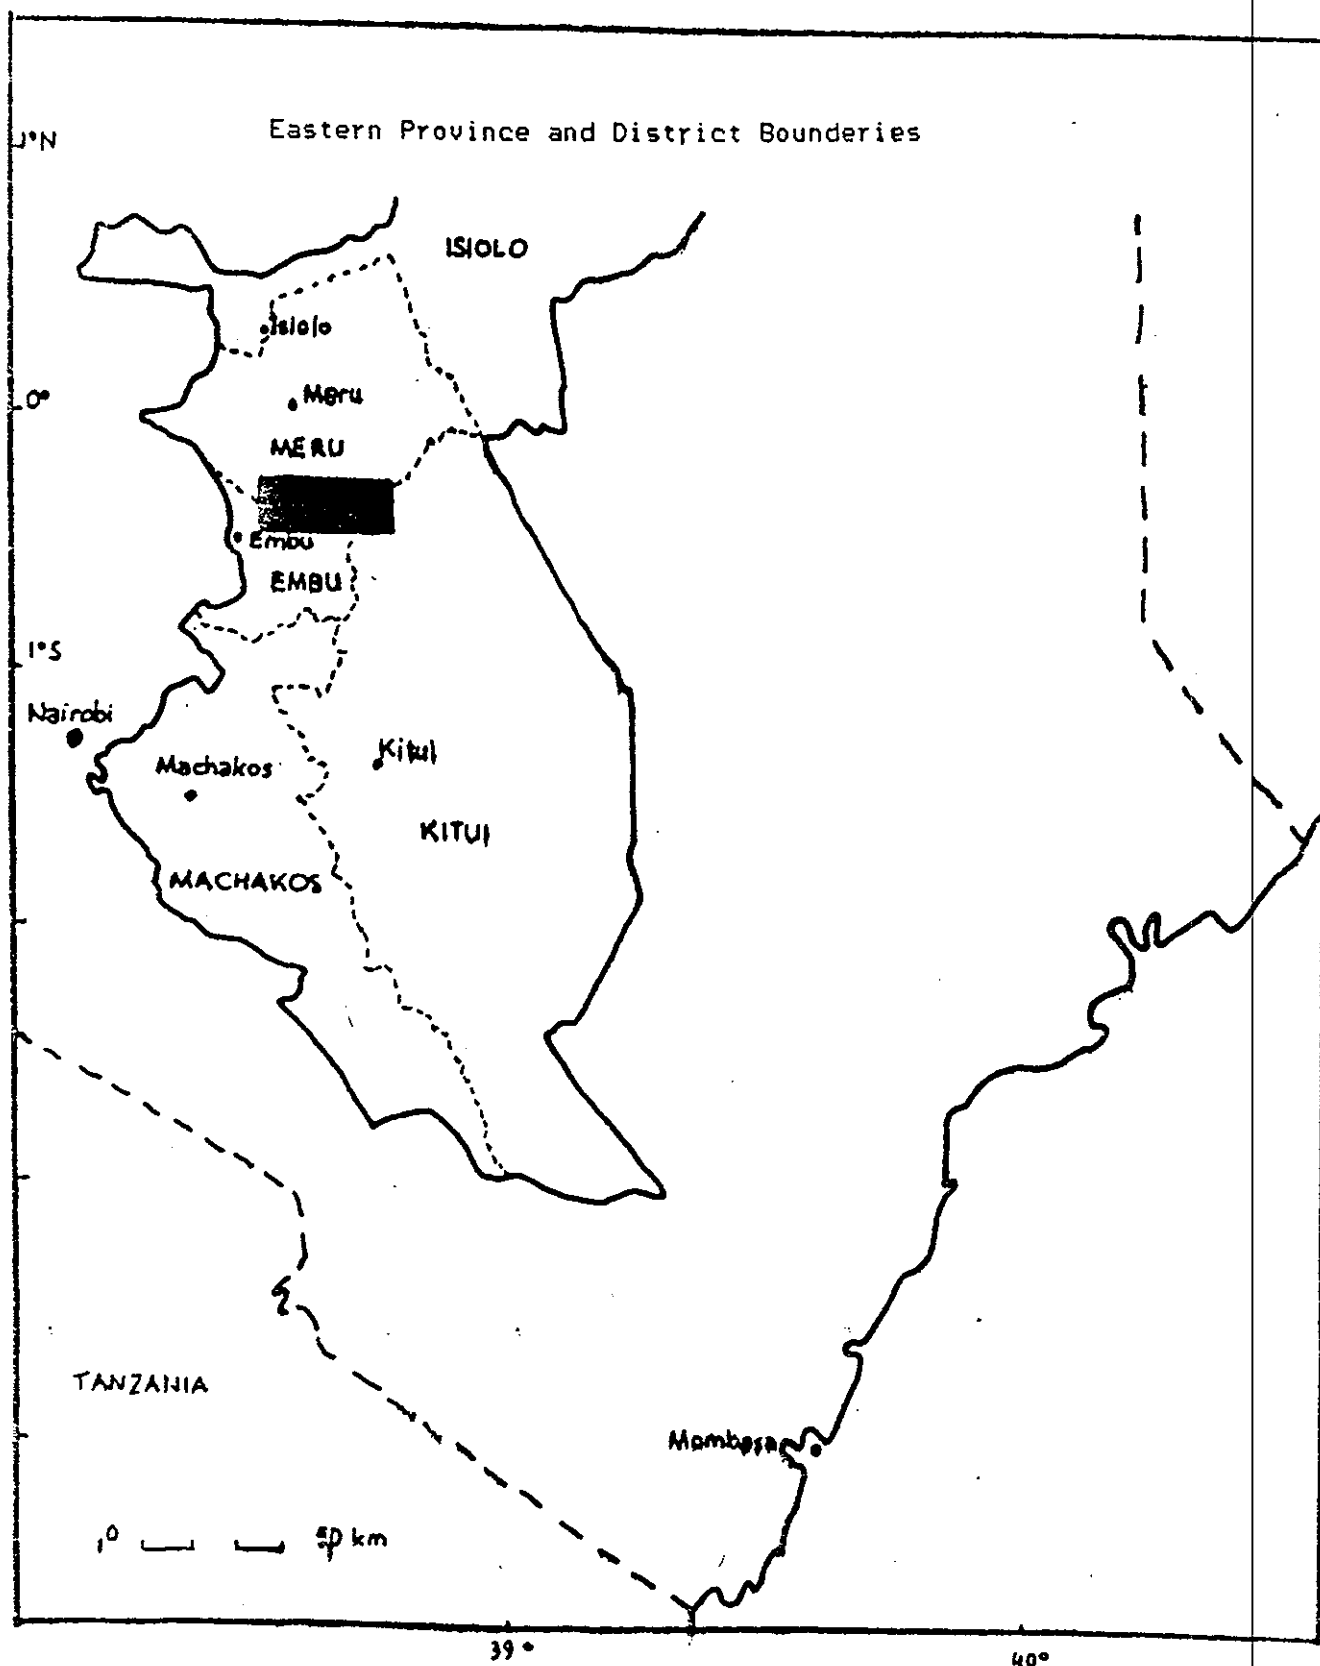 Eastern Province and District Bounderies
1°N
ISIOLO
Isiolo
0°
Meru
MERU
Embu
EMBU
1°S
Nairobi
Machakos
Kitui
KITUI
MACHAKOS
TANZANIA
Mombasa
50 km
39°
40°